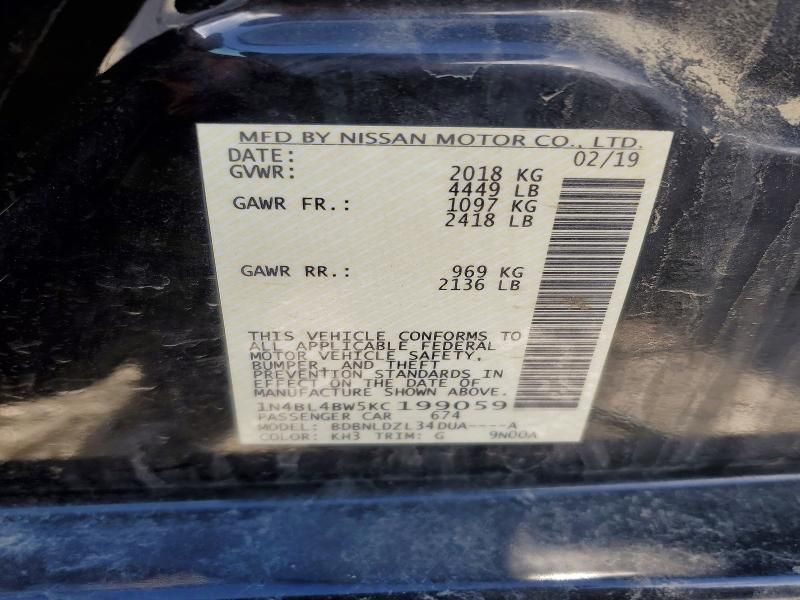 MFD BY NISSAN MOTOR CO., LTD.
DATE: 02/19
GVWR: 2018 KG
4449 LB
GAWR FR.: 1097 KG
2418 LB
GAWR RR.: 969 KG
2136 LB
THIS VEHICLE CONFORMS TO
ALL APPLICABLE FEDERAL
MOTOR VEHICLE SAFETY,
BUMPER, AND THEFT
PREVENTION STANDARDS IN
EFFECT ON THE DATE OF
MANUFACTURE SHOWN ABOVE.
1N4BL4BW5KC199059
PASSENGER CAR 674
MODEL: BDBNLDZL34DUA----A
COLOR: KH3 TRIM: G 9N00A